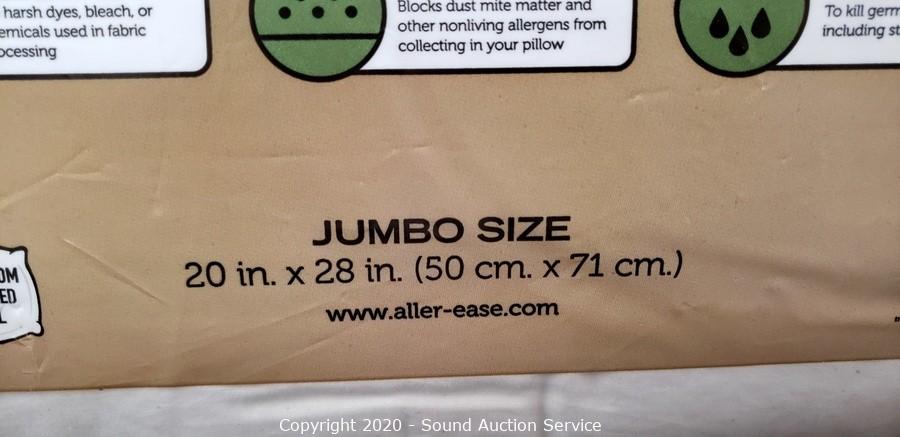 harsh dyes, bleach, or
emicals used in fabric
ocessing
Blocks dust mite matter and
other nonliving allergens from
collecting in your pillow
To kill germ
including st
JUMBO SIZE
20 in. x 28 in. (50 cm. x 71 cm.)
www.aller-ease.com
OM
ED
Copyright 2020 - Sound Auction Service